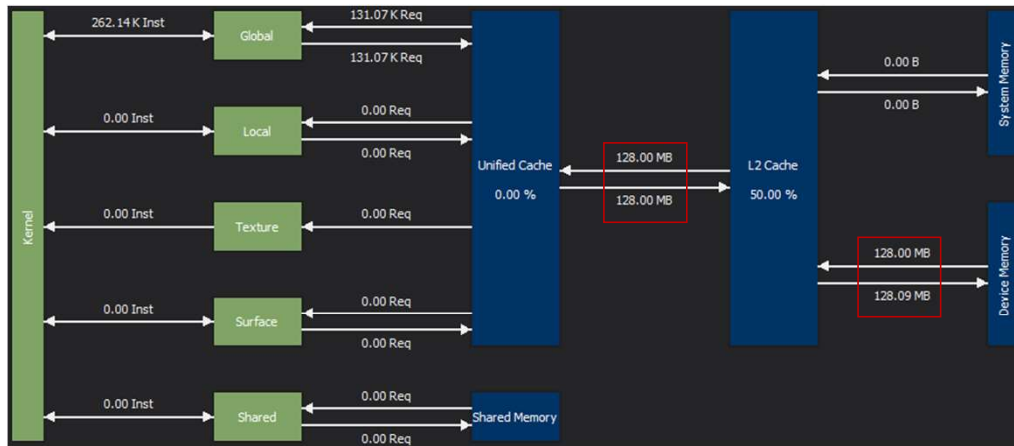 Kernel
262.14 K Inst
Global
131.07 K Req
131.07 K Req
0.00 Inst
Local
0.00 Req
0.00 Req
0.00 Inst
Texture
0.00 Req
0.00 Inst
Surface
0.00 Req
0.00 Req
0.00 Inst
Shared
0.00 Req
0.00 Req
Unified Cache
0.00 %
Shared Memory
128.00 MB
128.00 MB
L2 Cache
50.00 %
0.00 B
0.00 B
System Memory
128.00 MB
128.09 MB
Device Memory